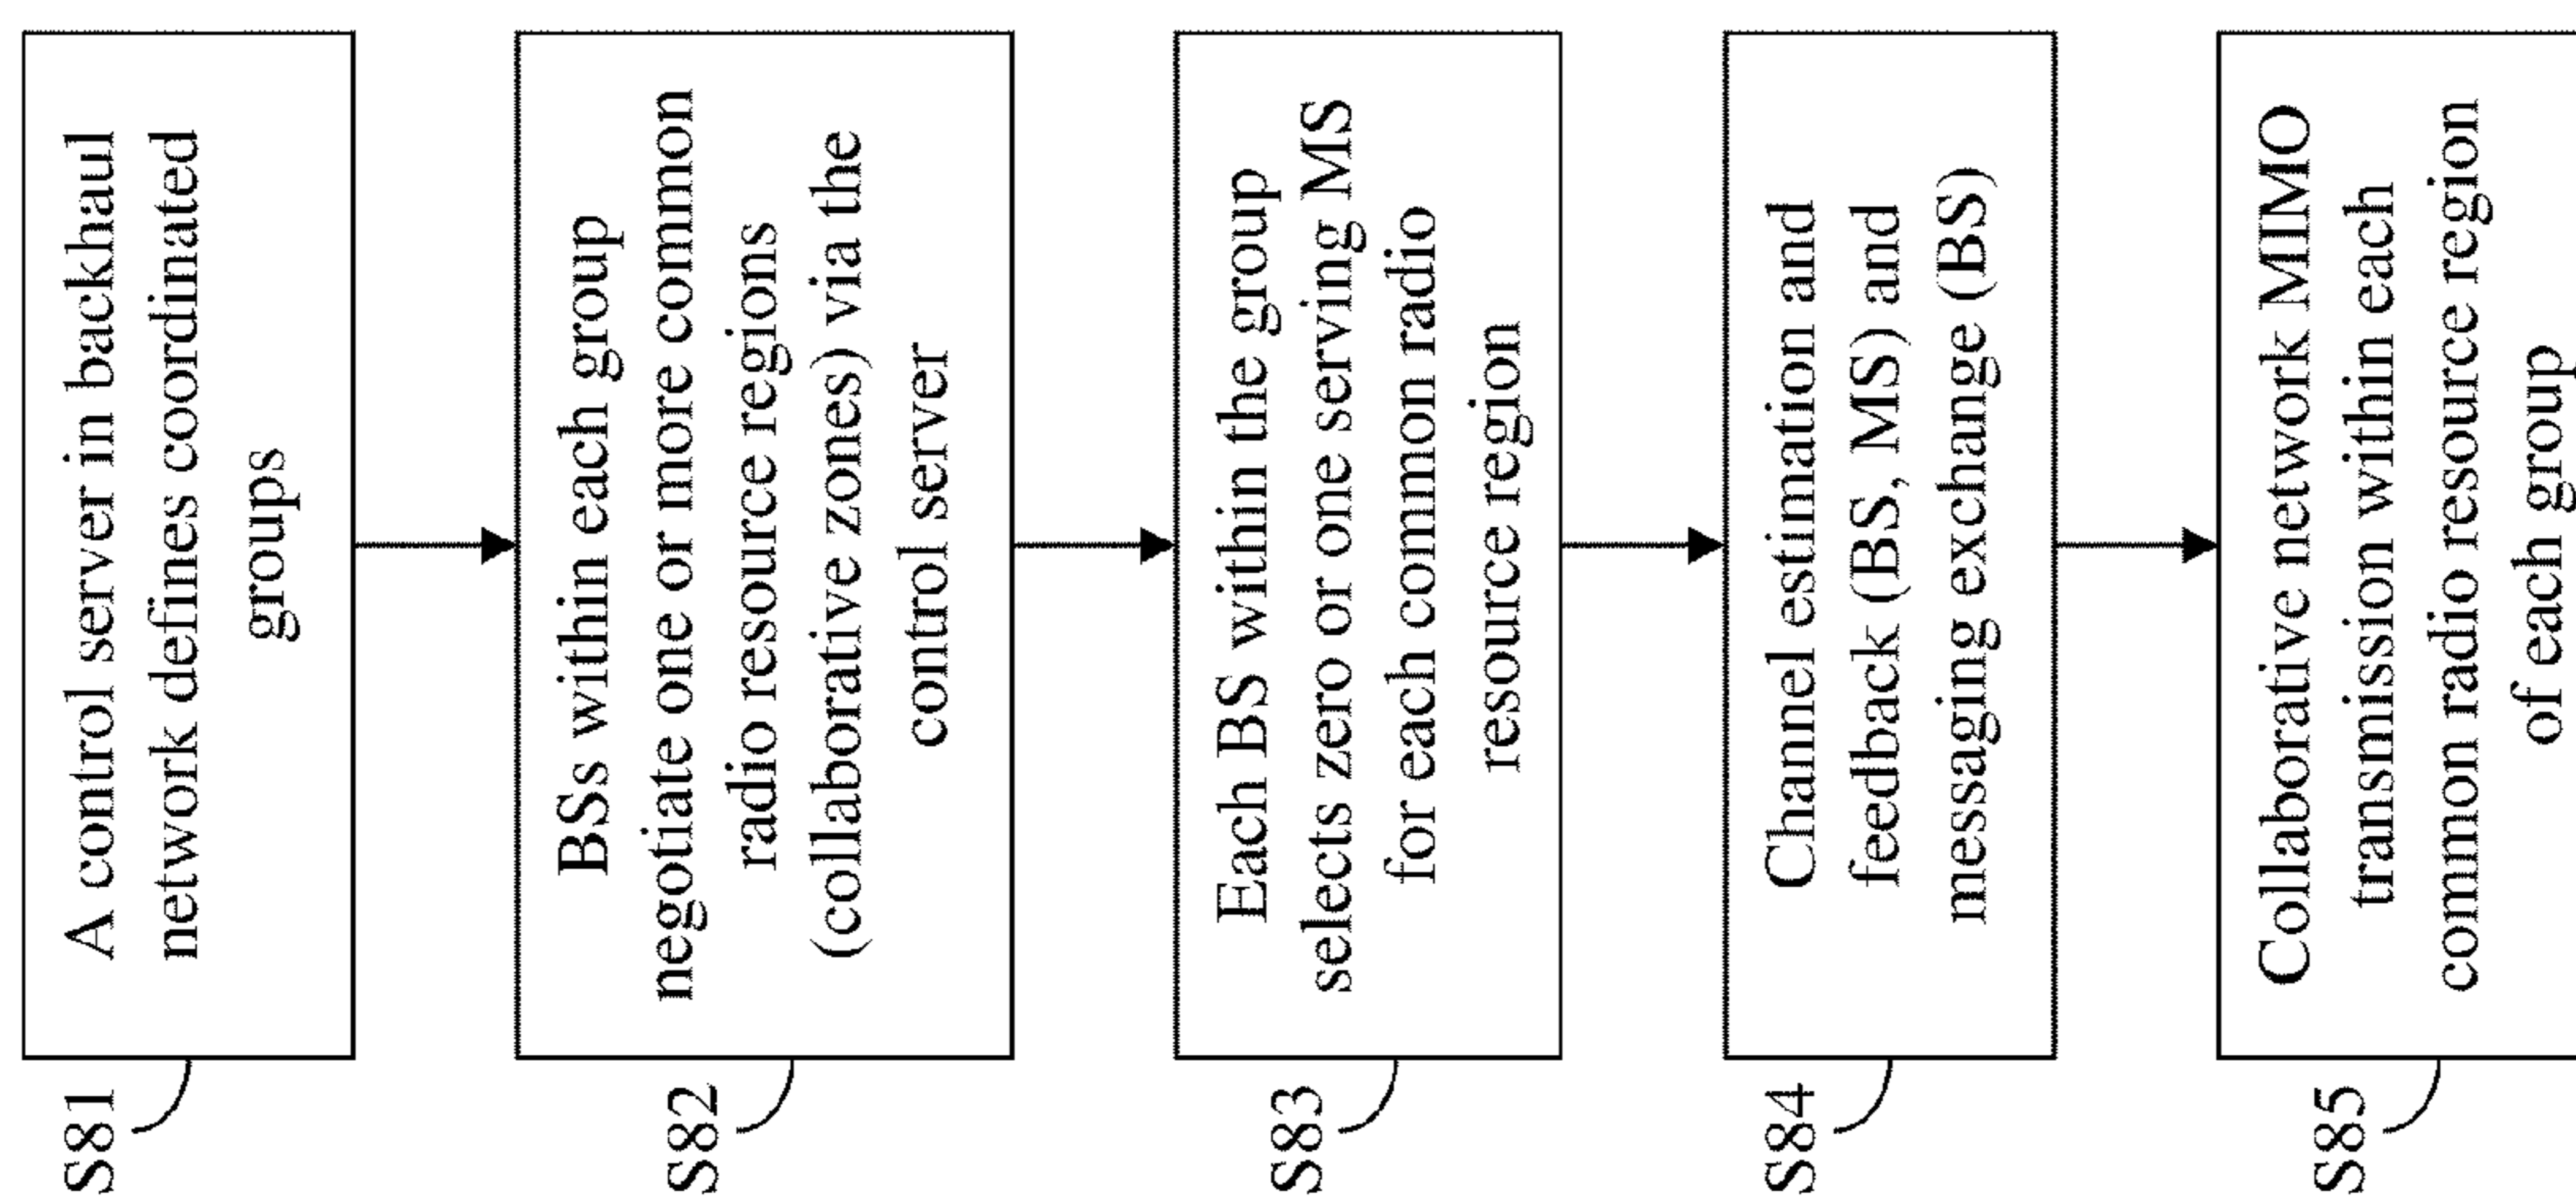 S81
A control server in backhaul
network defines coordinated
groups
S82
BSs within each group
negotiate one or more common
radio resource regions
(collaborative zones) via the
control server
S83
Each BS within the group
selects zero or one serving MS
for each common radio
resource region
S84
Channel estimation and
feedback (BS, MS) and
messaging exchange (BS)
S85
Collaborative network MIMO
transmission within each
common radio resource region
of each group